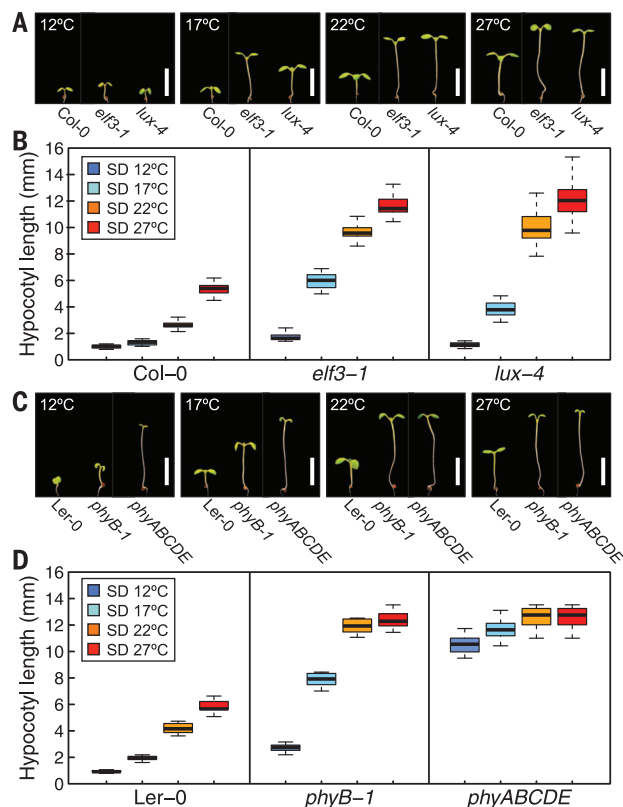 A
12ºC
17ºC
22ºC
27ºC
Col-0
elf3-1
lux-4
Col-0
elf3-1
lux-4
Col-0
elf3-1
lux-4
Col-0
elf3-1
lux-4
B
Hypocotyl length (mm)
16
14
12
10
8
6
4
2
0
SD 12ºC
SD 17ºC
SD 22ºC
SD 27ºC
Col–0
elf3–1
lux–4
C
12ºC
17ºC
22ºC
27ºC
Ler-0
phyB-1
phyABCDE
Ler-0
phyB-1
phyABCDE
Ler-0
phyB-1
phyABCDE
Ler-0
phyB-1
phyABCDE
D
Hypocotyl length (mm)
16
14
12
10
8
6
4
2
0
SD 12ºC
SD 17ºC
SD 22ºC
SD 27ºC
Ler–0
phyB–1
phyABCDE